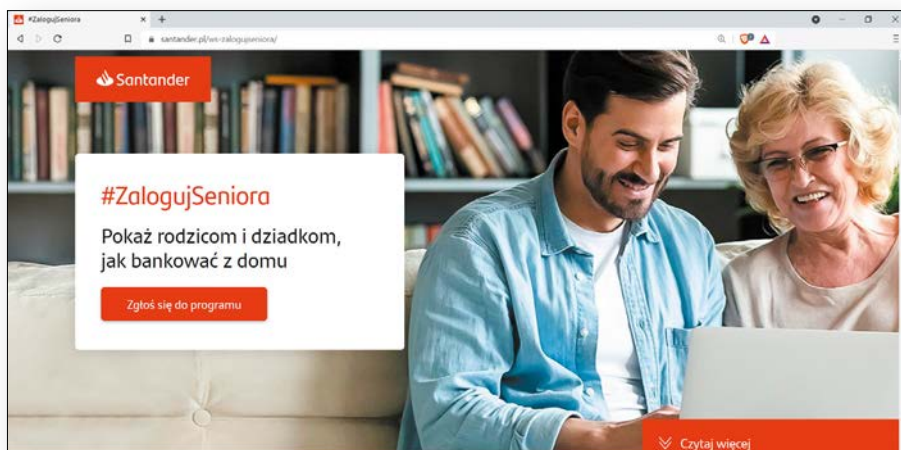 #ZalogujSeniora
santander.pl/ws-zalogujseniora/
Santander
#ZalogujSeniora
Pokaż rodzicom i dziadkom,
jak bankować z domu
Zgłoś się do programu
Czytaj więcej